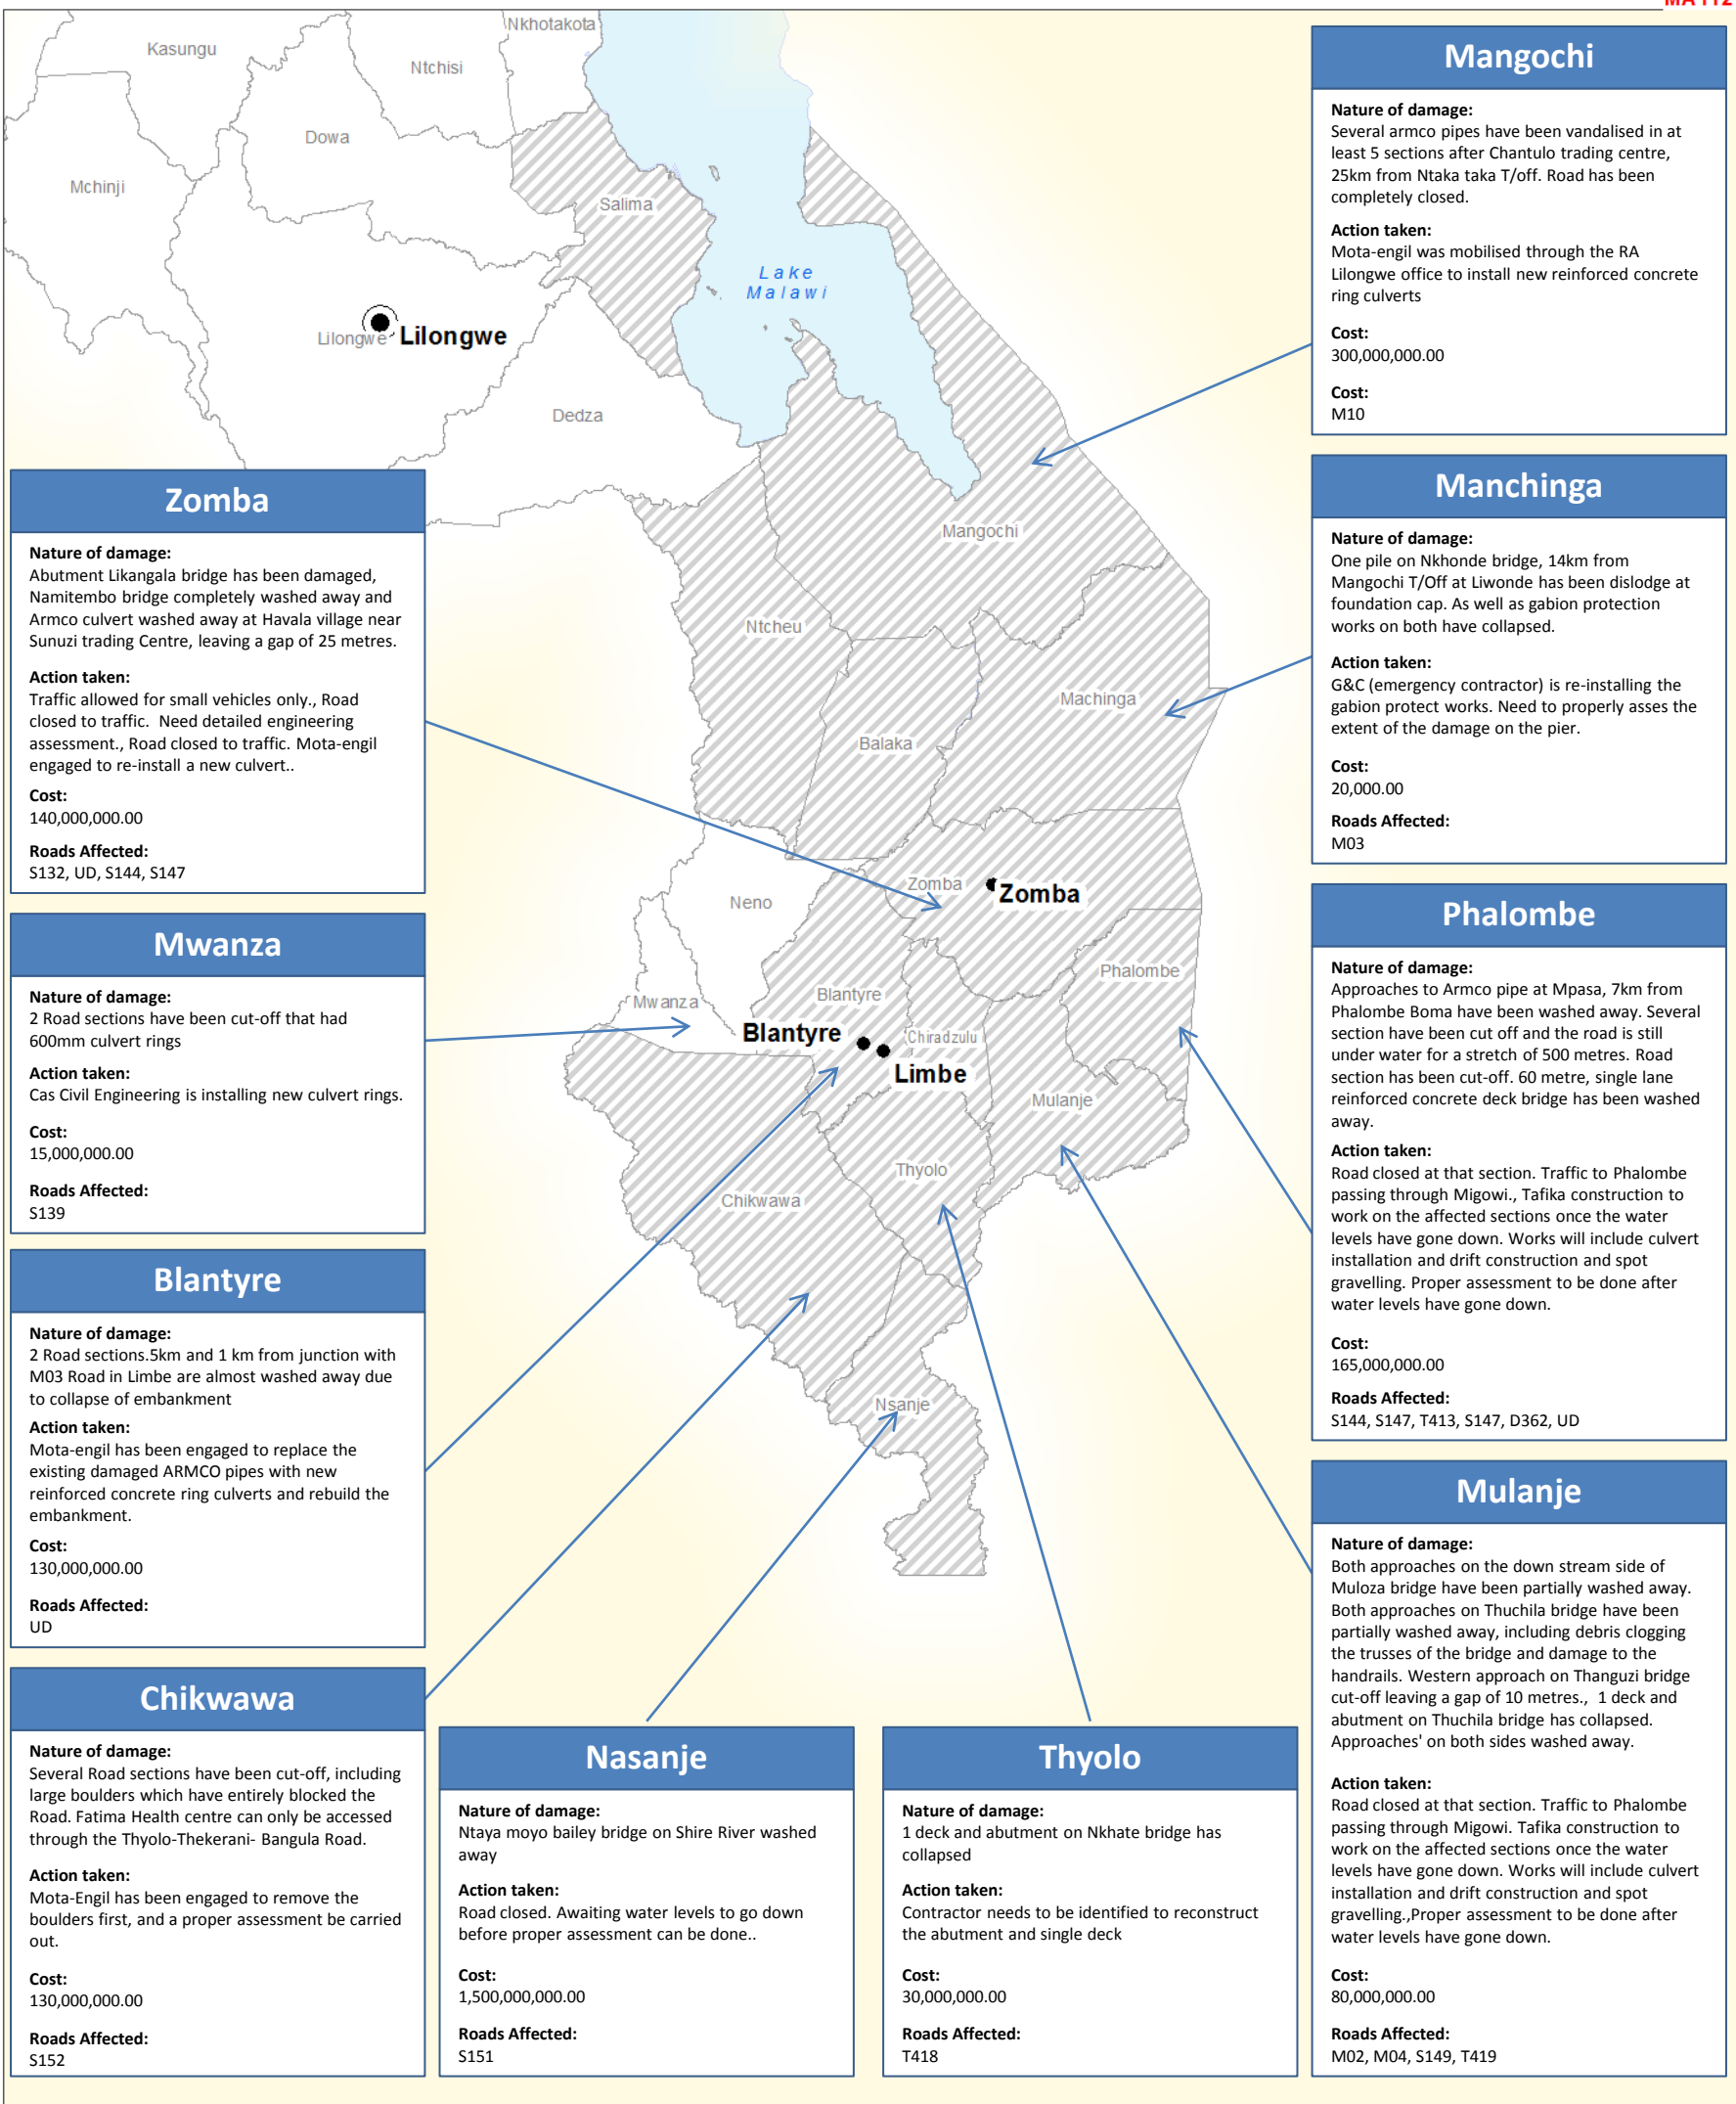 MA112
Nkhotakota
Kasungu
Ntchisi
Dowa
Mchinji
Salima
Lake
Malawi
Lilongwe
Lilongwe
Dedza
Mangochi
Ntcheu
Machinga
Balaka
Zomba
Zomba
Neno
Phalombe
Mwanza
Blantyre
Blantyre
Chiradzulu
Limbe
Mulanje
Thyolo
Chikwawa
Nsanje
Mangochi
Nature of damage:
Several armco pipes have been vandalised in at
least 5 sections after Chantulo trading centre,
25km from Ntaka taka T/off. Road has been
completely closed.
Action taken:
Mota-engil was mobilised through the RA
Lilongwe office to install new reinforced concrete
ring culverts
Cost:
300,000,000.00
Cost:
M10
Manchinga
Nature of damage:
One pile on Nkhonde bridge, 14km from
Mangochi T/Off at Liwonde has been dislodge at
foundation cap. As well as gabion protection
works on both have collapsed.
Action taken:
G&C (emergency contractor) is re-installing the
gabion protect works. Need to properly asses the
extent of the damage on the pier.
Cost:
20,000.00
Roads Affected:
M03
Zomba
Nature of damage:
Abutment Likangala bridge has been damaged,
Namitembo bridge completely washed away and
Armco culvert washed away at Havala village near
Sunuzi trading Centre, leaving a gap of 25 metres.
Action taken:
Traffic allowed for small vehicles only., Road
closed to traffic.  Need detailed engineering
assessment., Road closed to traffic. Mota-engil
engaged to re-install a new culvert..
Cost:
140,000,000.00
Roads Affected:
S132, UD, S144, S147
Mwanza
Nature of damage:
2 Road sections have been cut-off that had
600mm culvert rings
Action taken:
Cas Civil Engineering is installing new culvert rings.
Cost:
15,000,000.00
Roads Affected:
S139
Phalombe
Nature of damage:
Approaches to Armco pipe at Mpasa, 7km from
Phalombe Boma have been washed away. Several
section have been cut off and the road is still
under water for a stretch of 500 metres. Road
section has been cut-off. 60 metre, single lane
reinforced concrete deck bridge has been washed
away.
Action taken:
Road closed at that section. Traffic to Phalombe
passing through Migowi., Tafika construction to
work on the affected sections once the water
levels have gone down. Works will include culvert
installation and drift construction and spot
gravelling. Proper assessment to be done after
water levels have gone down.
Cost:
165,000,000.00
Roads Affected:
S144, S147, T413, S147, D362, UD
Blantyre
Nature of damage:
2 Road sections.5km and 1 km from junction with
M03 Road in Limbe are almost washed away due
to collapse of embankment
Action taken:
Mota-engil has been engaged to replace the
existing damaged ARMCO pipes with new
reinforced concrete ring culverts and rebuild the
embankment.
Cost:
130,000,000.00
Roads Affected:
UD
Mulanje
Nature of damage:
Both approaches on the down stream side of
Muloza bridge have been partially washed away.
Both approaches on Thuchila bridge have been
partially washed away, including debris clogging
the trusses of the bridge and damage to the
handrails. Western approach on Thanguzi bridge
cut-off leaving a gap of 10 metres.,  1 deck and
abutment on Thuchila bridge has collapsed.
Approaches' on both sides washed away.
Action taken:
Road closed at that section. Traffic to Phalombe
passing through Migowi. Tafika construction to
work on the affected sections once the water
levels have gone down. Works will include culvert
installation and drift construction and spot
gravelling.,Proper assessment to be done after
water levels have gone down.
Cost:
80,000,000.00
Roads Affected:
M02, M04, S149, T419
Chikwawa
Nature of damage:
Several Road sections have been cut-off, including
large boulders which have entirely blocked the
Road. Fatima Health centre can only be accessed
through the Thyolo-Thekerani- Bangula Road.
Action taken:
Mota-Engil has been engaged to remove the
boulders first, and a proper assessment be carried
out.
Cost:
130,000,000.00
Roads Affected:
S152
Nasanje
Nature of damage:
Ntaya moyo bailey bridge on Shire River washed
away
Action taken:
Road closed. Awaiting water levels to go down
before proper assessment can be done..
Cost:
1,500,000,000.00
Roads Affected:
S151
Thyolo
Nature of damage:
1 deck and abutment on Nkhate bridge has
collapsed
Action taken:
Contractor needs to be identified to reconstruct
the abutment and single deck
Cost:
30,000,000.00
Roads Affected:
T418